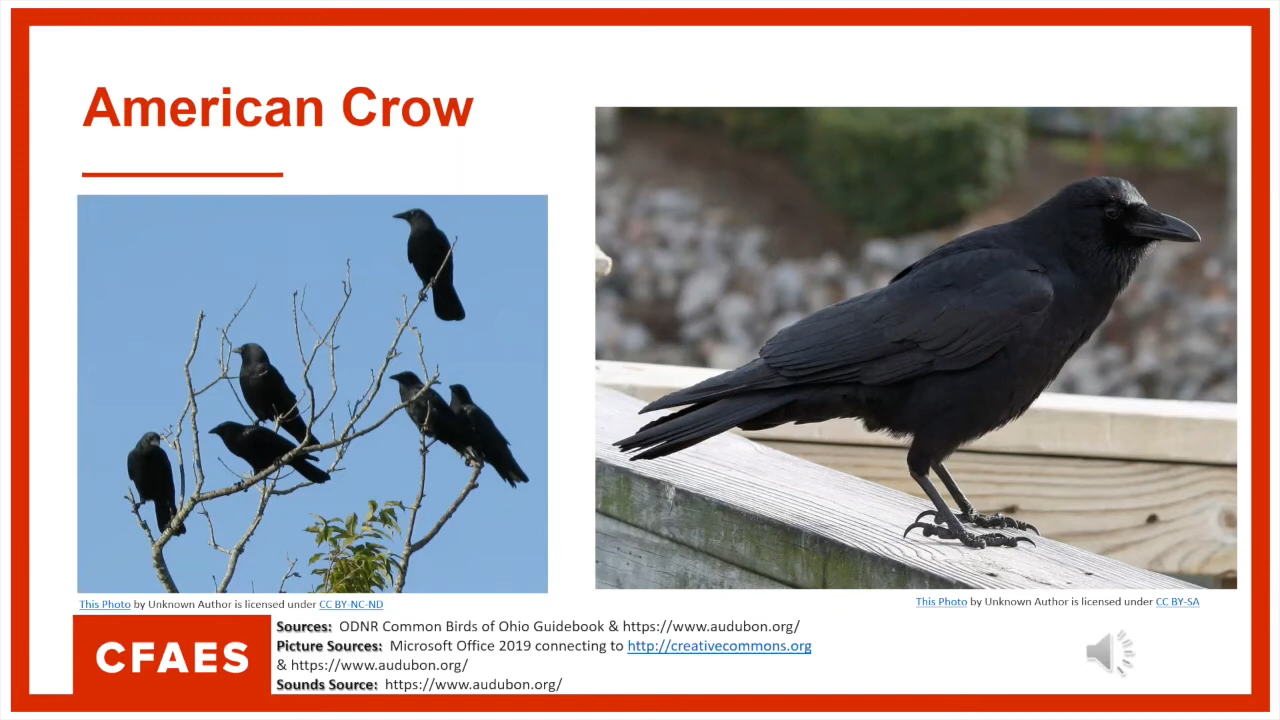 American Crow
This Photo by Unknown Author is licensed under CC BY-NC-ND
This Photo by Unknown Author is licensed under CC BY-SA
CFAES
Sources: ODNR Common Birds of Ohio Guidebook & https://www.audubon.org/
Picture Sources: Microsoft Office 2019 connecting to http://creativecommons.org
& https://www.audubon.org/
Sounds Source: https://www.audubon.org/